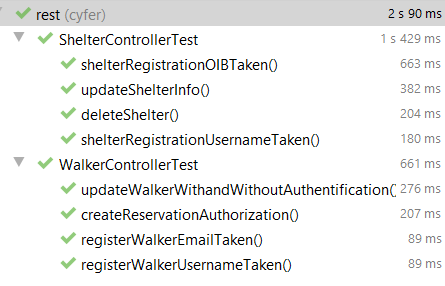 rest (cyfer) 2 s 90 ms
ShelterControllerTest 1 s 429 ms
shelterRegistrationOIBTaken() 663 ms
updateShelterInfo() 382 ms
deleteShelter() 204 ms
shelterRegistrationUsernameTaken() 180 ms
WalkerControllerTest 661 ms
updateWalkerWithandWithoutAuthentification() 276 ms
createReservationAuthorization() 207 ms
registerWalkerEmailTaken() 89 ms
registerWalkerUsernameTaken() 89 ms